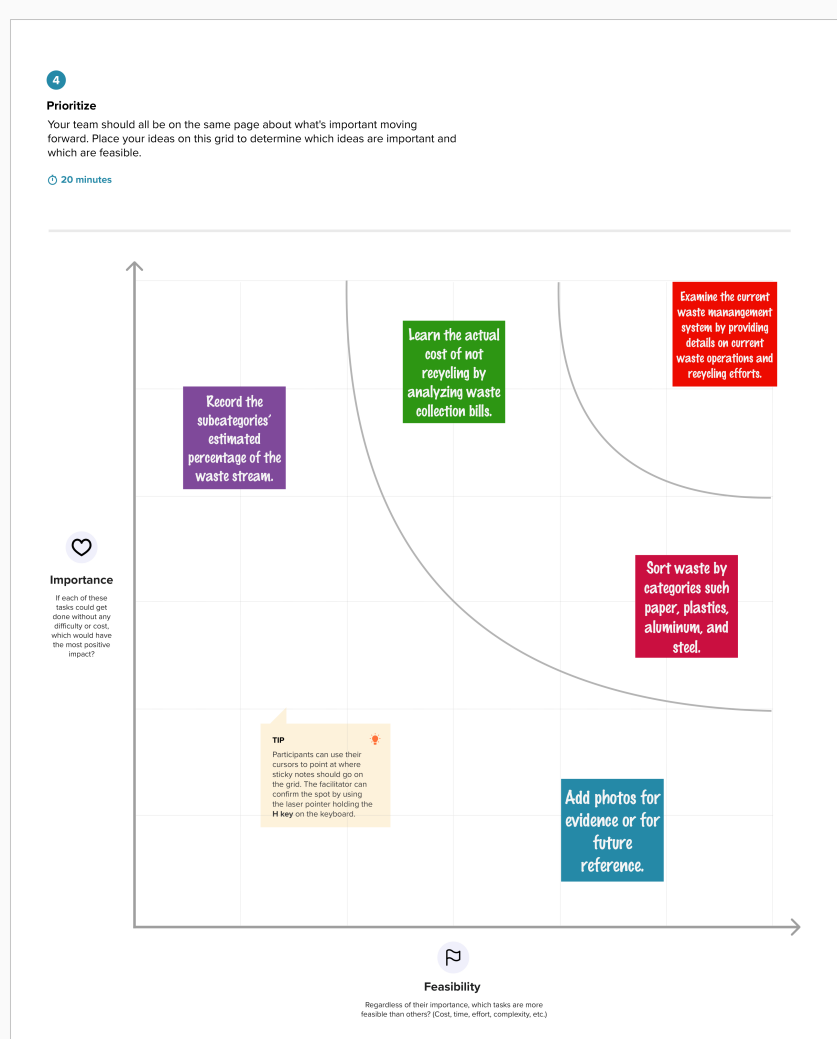 4
Prioritize
Your team should all be on the same page about what's important moving
forward. Place your ideas on this grid to determine which ideas are important and
which are feasible.
20 minutes
Examine the current
waste manangement
system by providing
details on current
waste operations and
recycling efforts.
Learn the actual
cost of not
recycling by
analyzing waste
collection bills.
Record the
subcategories'
estimated
percentage of the
waste stream.
Importance
If each of these
tasks could get
done without any
difficulty or cost,
which would have
the most positive
impact?
Sort waste by
categories such
paper, plastics,
aluminum, and
steel.
TIP
Participants can use their
cursors to point at where
sticky notes should go on
the grid. The facilitator can
confirm the spot by using
the laser pointer holding the
H key on the keyboard.
Add photos for
evidence or for
future
reference.
Feasibility
Regardless of their importance, which tasks are more
feasible than others? (Cost, time, effort, complexity, etc.)